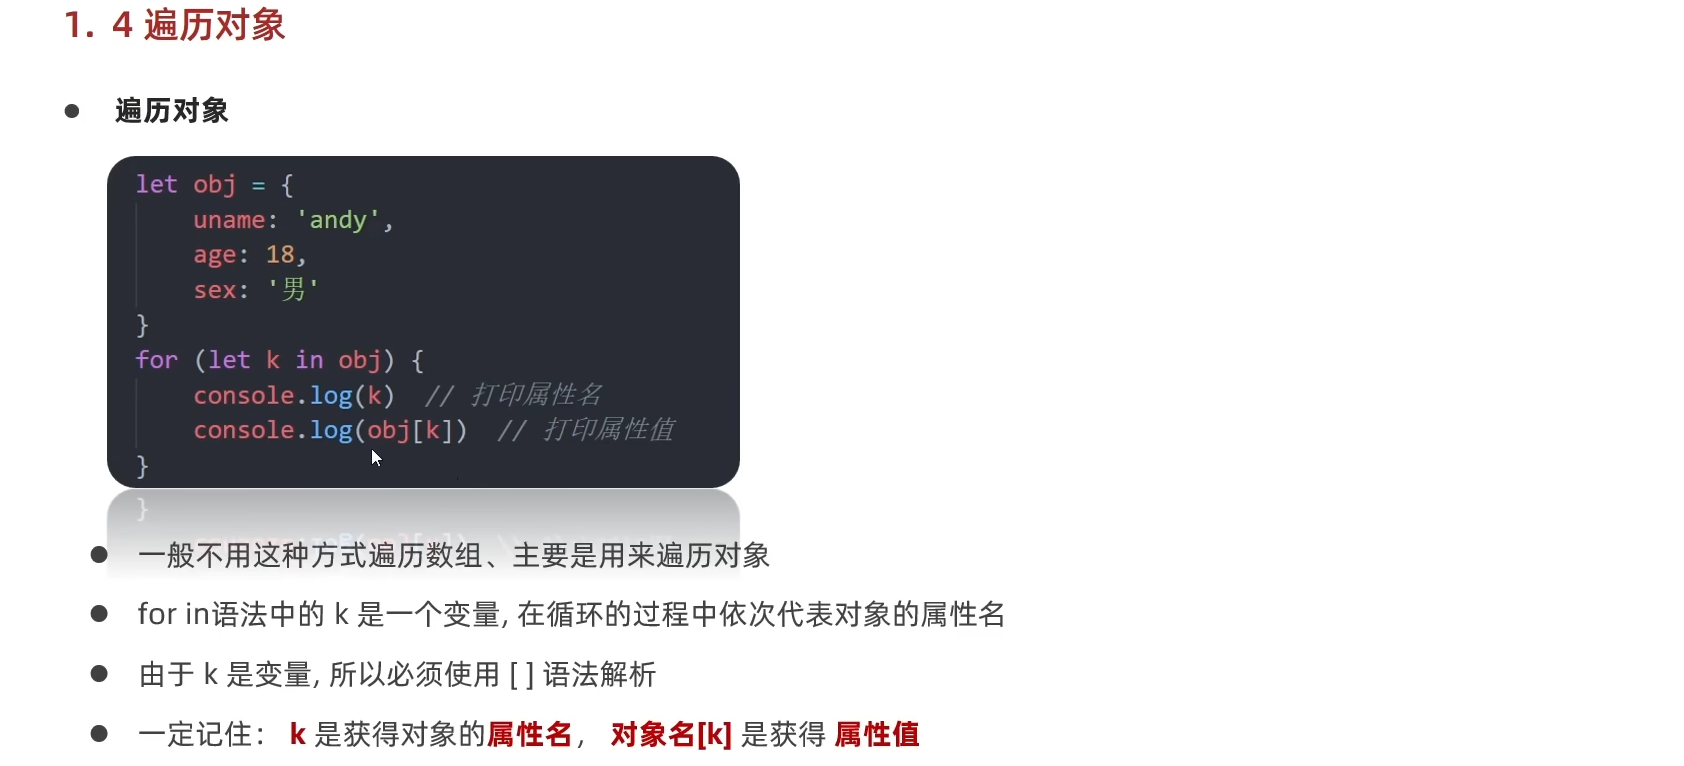 1. 4 遍历对象
● 遍历对象
let obj = {
    uname: 'andy',
    age: 18,
    sex: '男'
}
for (let k in obj) {
    console.log(k)  // 打印属性名
    console.log(obj[k])  // 打印属性值
}
● 一般不用这种方式遍历数组、主要是用来遍历对象
● for in语法中的 k 是一个变量, 在循环的过程中依次代表对象的属性名
● 由于 k 是变量, 所以必须使用 [ ] 语法解析
● 一定记住： k 是获得对象的属性名， 对象名[k] 是获得 属性值